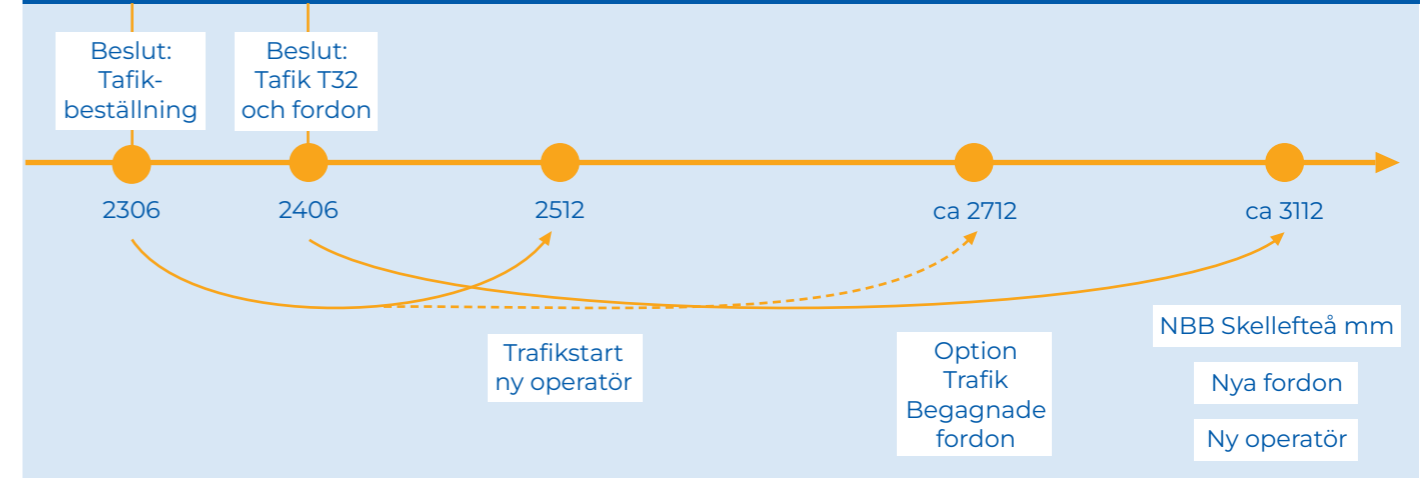 Beslut:
Tafik-
beställning
Beslut:
Tafik T32
och fordon
2306
2406
2512
ca 2712
ca 3112
Trafikstart
ny operatör
Option
Trafik
Begagnade
fordon
NBB Skellefteå mm
Nya fordon
Ny operatör